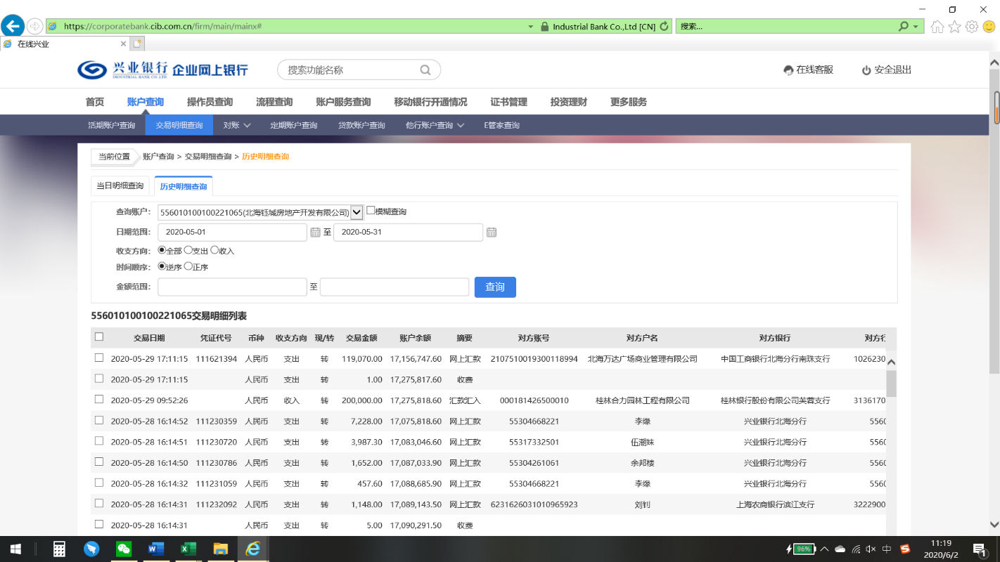 https://corporatebank.cib.com.cn/firm/main/mainx#
Industrial Bank Co.,Ltd [CN]
搜索...
在线兴业
兴业银行 企业网上银行
INDUSTRIAL BANK CO.,LTD.
搜索功能名称
在线客服
安全退出
首页 账户查询 操作员查询 流程查询 账户服务查询 移动银行开通情况 证书管理 投资理财 更多服务
活期账户查询 交易明细查询 对账 定期账户查询 贷款账户查询 他行账户查询 E管家查询
当前位置 账户查询 > 交易明细查询 > 历史明细查询
当日明细查询 历史明细查询
查询账户: 556010100100221065(北海钰城房地产开发有限公司) 模糊查询
日期范围: 2020-05-01 至 2020-05-31
收支方向: 全部 支出 收入
时间顺序: 逆序 正序
金额范围: 至 查询
556010100100221065交易明细列表
交易日期 凭证代号 币种 收支方向 现/转 交易金额 账户余额 摘要 对方账号 对方户名 对方银行 对方行
2020-05-29 17:11:15 111621394 人民币 支出 转 119,070.00 17,156,747.60 网上汇款 2107510019300118994 北海万达广场商业管理有限公司 中国工商银行北海分行南珠支行 1026230
2020-05-29 17:11:15 人民币 支出 转 1.00 17,275,817.60 收费
2020-05-29 09:52:26 人民币 收入 转 200,000.00 17,275,818.60 汇款汇入 000181426500010 桂林合力园林工程有限公司 桂林银行股份有限公司芙蓉支行 3136170
2020-05-28 16:14:52 111230359 人民币 支出 转 7,228.00 17,075,818.60 网上汇款 55304668221 李缘 兴业银行北海分行 5560
2020-05-28 16:14:51 111230720 人民币 支出 转 3,987.30 17,083,046.60 网上汇款 55317332501 伍潮妹 兴业银行北海分行 5560
2020-05-28 16:14:50 111230786 人民币 支出 转 1,652.00 17,087,033.90 网上汇款 55304261061 余邦楼 兴业银行北海分行 5560
2020-05-28 16:14:32 111231059 人民币 支出 转 457.60 17,088,685.90 网上汇款 55304668221 李缘 兴业银行北海分行 5560
2020-05-28 16:14:31 111232092 人民币 支出 转 1,148.00 17,089,143.50 网上汇款 6231626031010965923 刘钊 上海农商银行滨江支行 3222900
2020-05-28 16:14:31 人民币 支出 转 5.00 17,090,291.50 收费
96%
中
11:19
2020/6/2
1